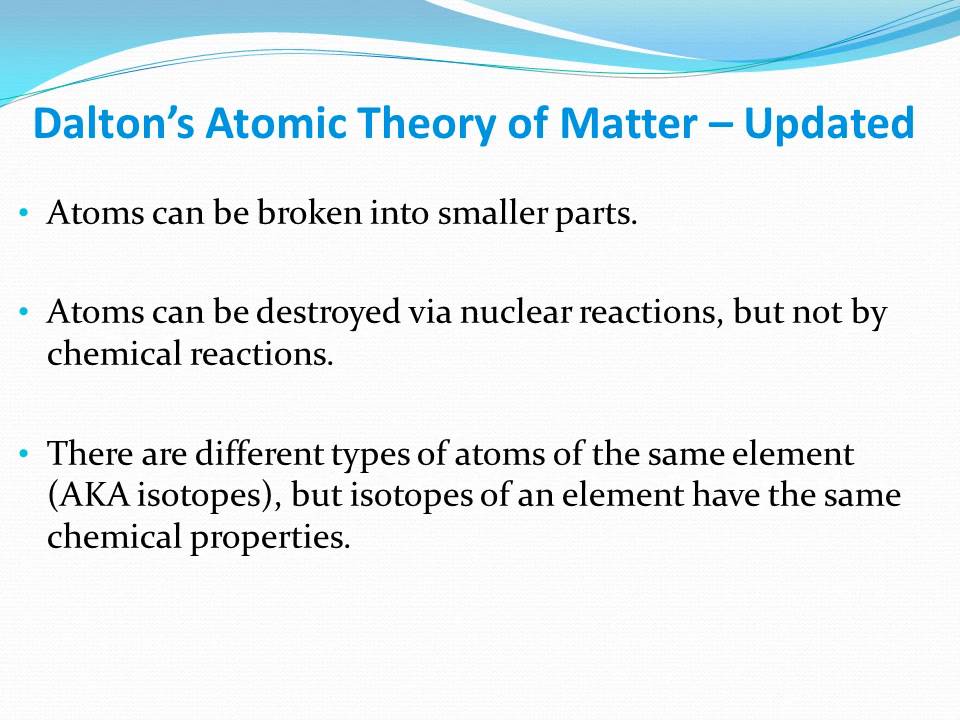 Dalton’s Atomic Theory of Matter – Updated
• Atoms can be broken into smaller parts.
• Atoms can be destroyed via nuclear reactions, but not by
chemical reactions.
• There are different types of atoms of the same element
(AKA isotopes), but isotopes of an element have the same
chemical properties.